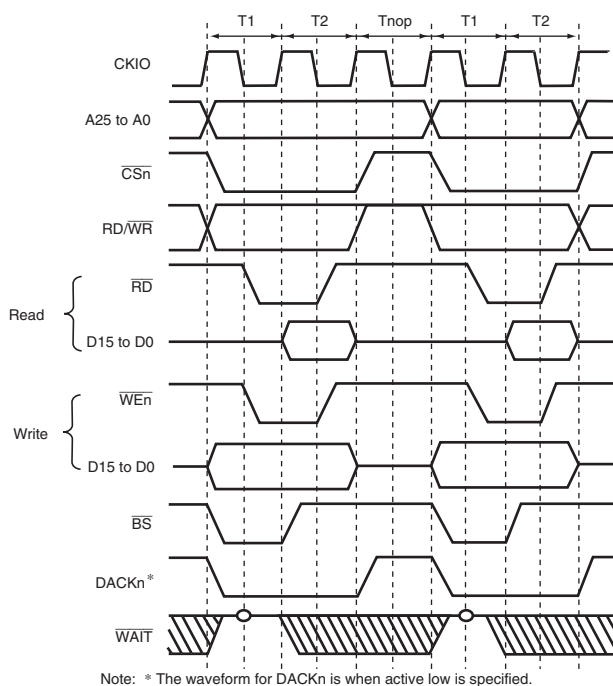 T1 T2 Tnop T1 T2
CKIO
A25 to A0
CSn
RD/WR
RD
Read
D15 to D0
WEn
Write
D15 to D0
BS
DACKn *
WAIT
Note: * The waveform for DACKn is when active low is specified.